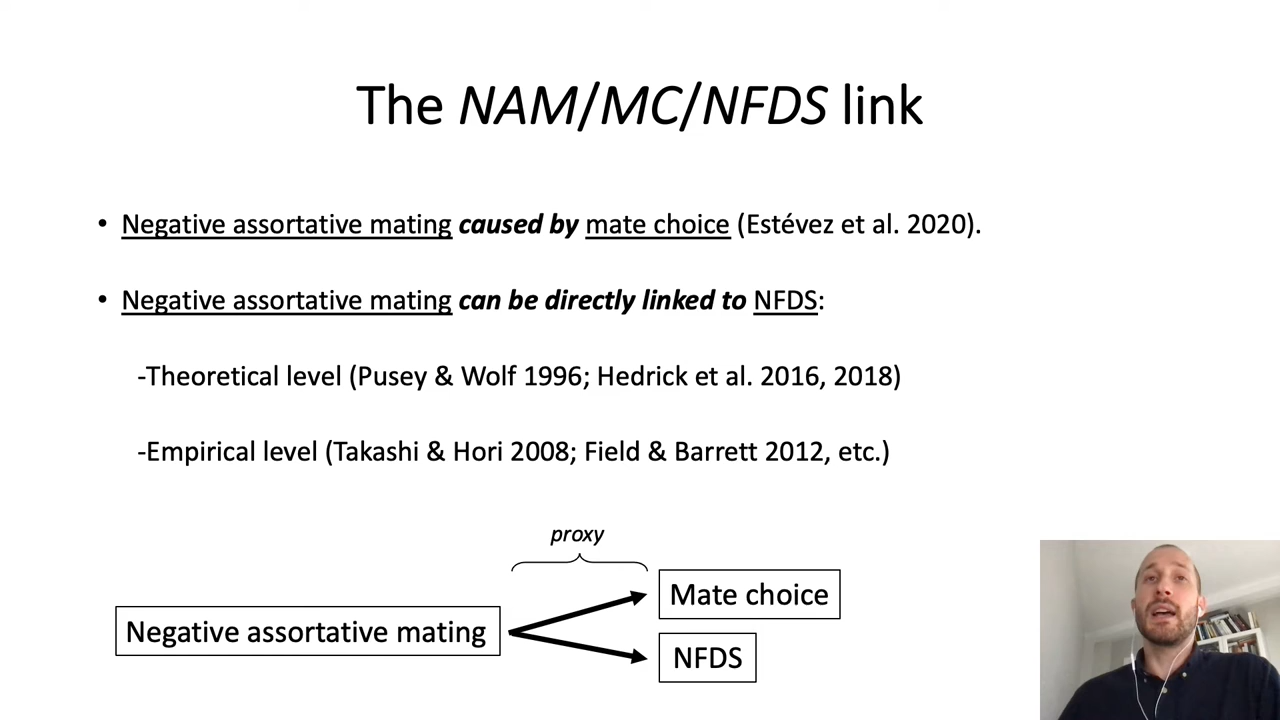 The NAM/MC/NFDS link
• Negative assortative mating caused by mate choice (Estévez et al. 2020).
• Negative assortative mating can be directly linked to NFDS:
-Theoretical level (Pusey & Wolf 1996; Hedrick et al. 2016, 2018)
-Empirical level (Takashi & Hori 2008; Field & Barrett 2012, etc.)
proxy
Mate choice
Negative assortative mating
NFDS